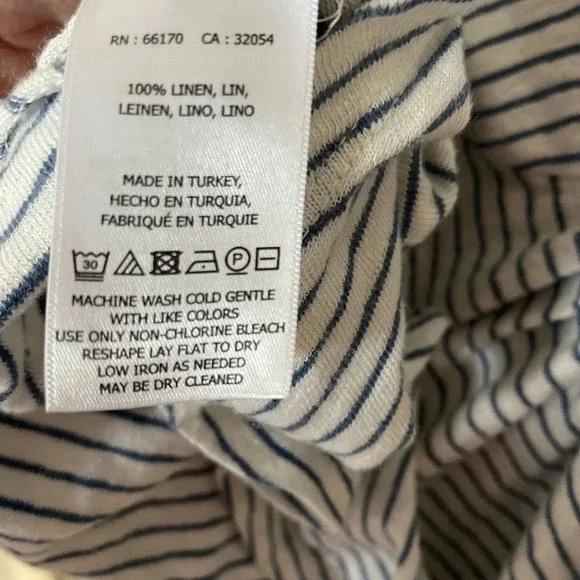 RN : 66170 CA : 32054
100% LINEN, LIN,
LEINEN, LINO, LINO
MADE IN TURKEY,
HECHO EN TURQUIA,
FABRIQUÉ EN TURQUIE
30 P
MACHINE WASH COLD GENTLE
WITH LIKE COLORS
USE ONLY NON-CHLORINE BLEACH
RESHAPE LAY FLAT TO DRY
LOW IRON AS NEEDED
MAY BE DRY CLEANED